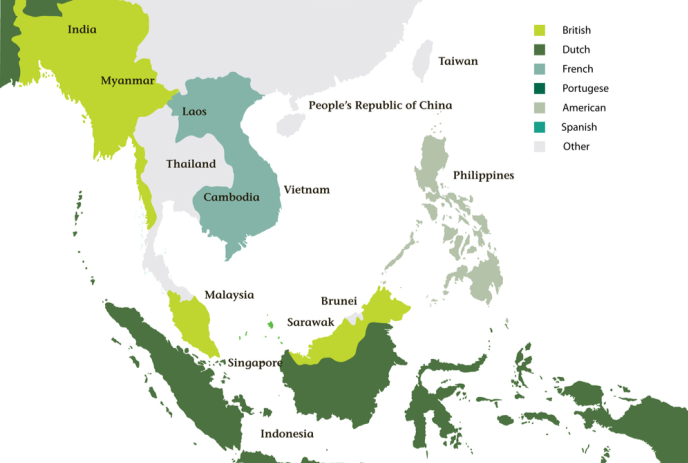 India
British
Dutch
French
Portugese
American
Spanish
Other
Taiwan
Myanmar
People's Republic of China
Laos
Thailand
Philippines
Vietnam
Cambodia
Malaysia
Brunei
Sarawak
Singapore
Indonesia